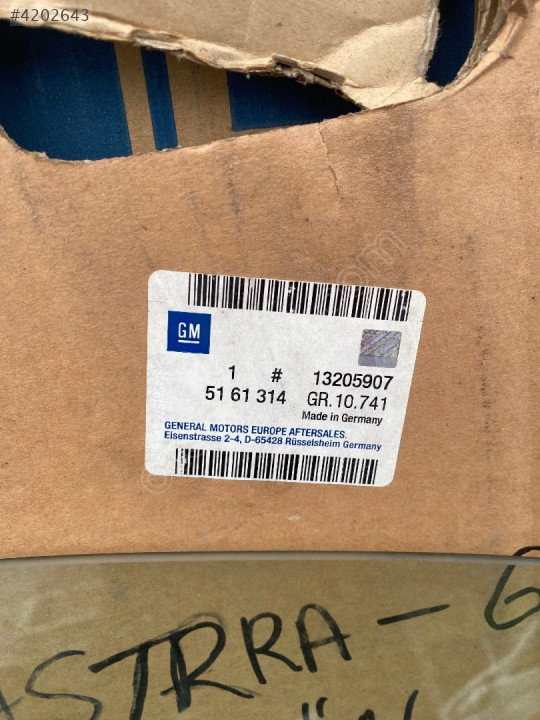 #4202643
GM
1 # 13205907
51 61 314 GR.10.741
Made in Germany
GENERAL MOTORS EUROPE AFTERSALES.
Eisenstrasse 2-4, D-65428 Rüsselsheim Germany
ASTRRA -